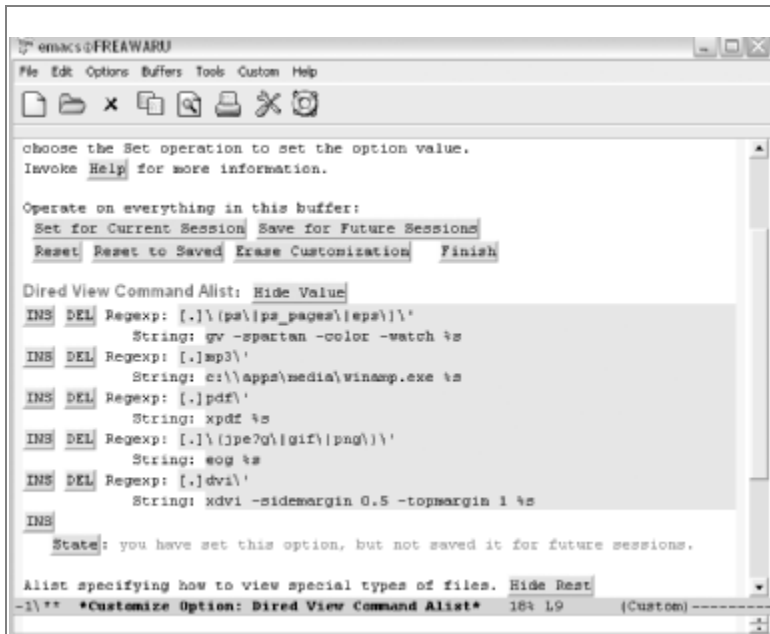 emacs@FREAWARU
File Edit Options Buffers Tools Custom Help
choose the Set operation to set the option value.
Invoke Help for more information.
Operate on everything in this buffer:
Set for Current Session Save for Future Sessions
Reset Reset to Saved Erase Customization Finish
Dired View Command Alist: Hide Value
INS DEL Regexp: [.]\(ps\|ps_pages\|eps\)\'
String: gv -spartan -color -watch %s
INS DEL Regexp: [.]mp3\'
String: c:\\apps\media\winamp.exe %s
INS DEL Regexp: [.]pdf\'
String: xpdf %s
INS DEL Regexp: [.]\(jpe?g\|gif\|png\)\'
String: eog %s
INS DEL Regexp: [.]dvi\'
String: xdvi -sidemargin 0.5 -topmargin 1 %s
INS
State: you have set this option, but not saved it for future sessions.
Alist specifying how to view special types of files. Hide Rest
-1\** *Customize Option: Dired View Command Alist* 18% L9 (Custom)----------